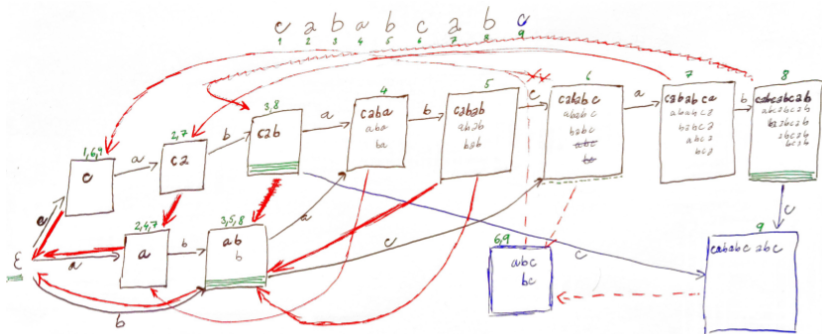 c a b a b c a b c
1 2 3 4 5 6 7 8 9
4 5 6 7 8
3,8 caba cabab c cababc a cababca b cababcab
2,7 b cab a aba b abab ababc ababca ababcab
1,6,9 ca ba bab babc babca babcab
c a abc abca abcab
bc bca bcab
2,4,7 3,5,8 a c c
c a b ab c 6,9 9
ε a b abc c cababcabc
b bc